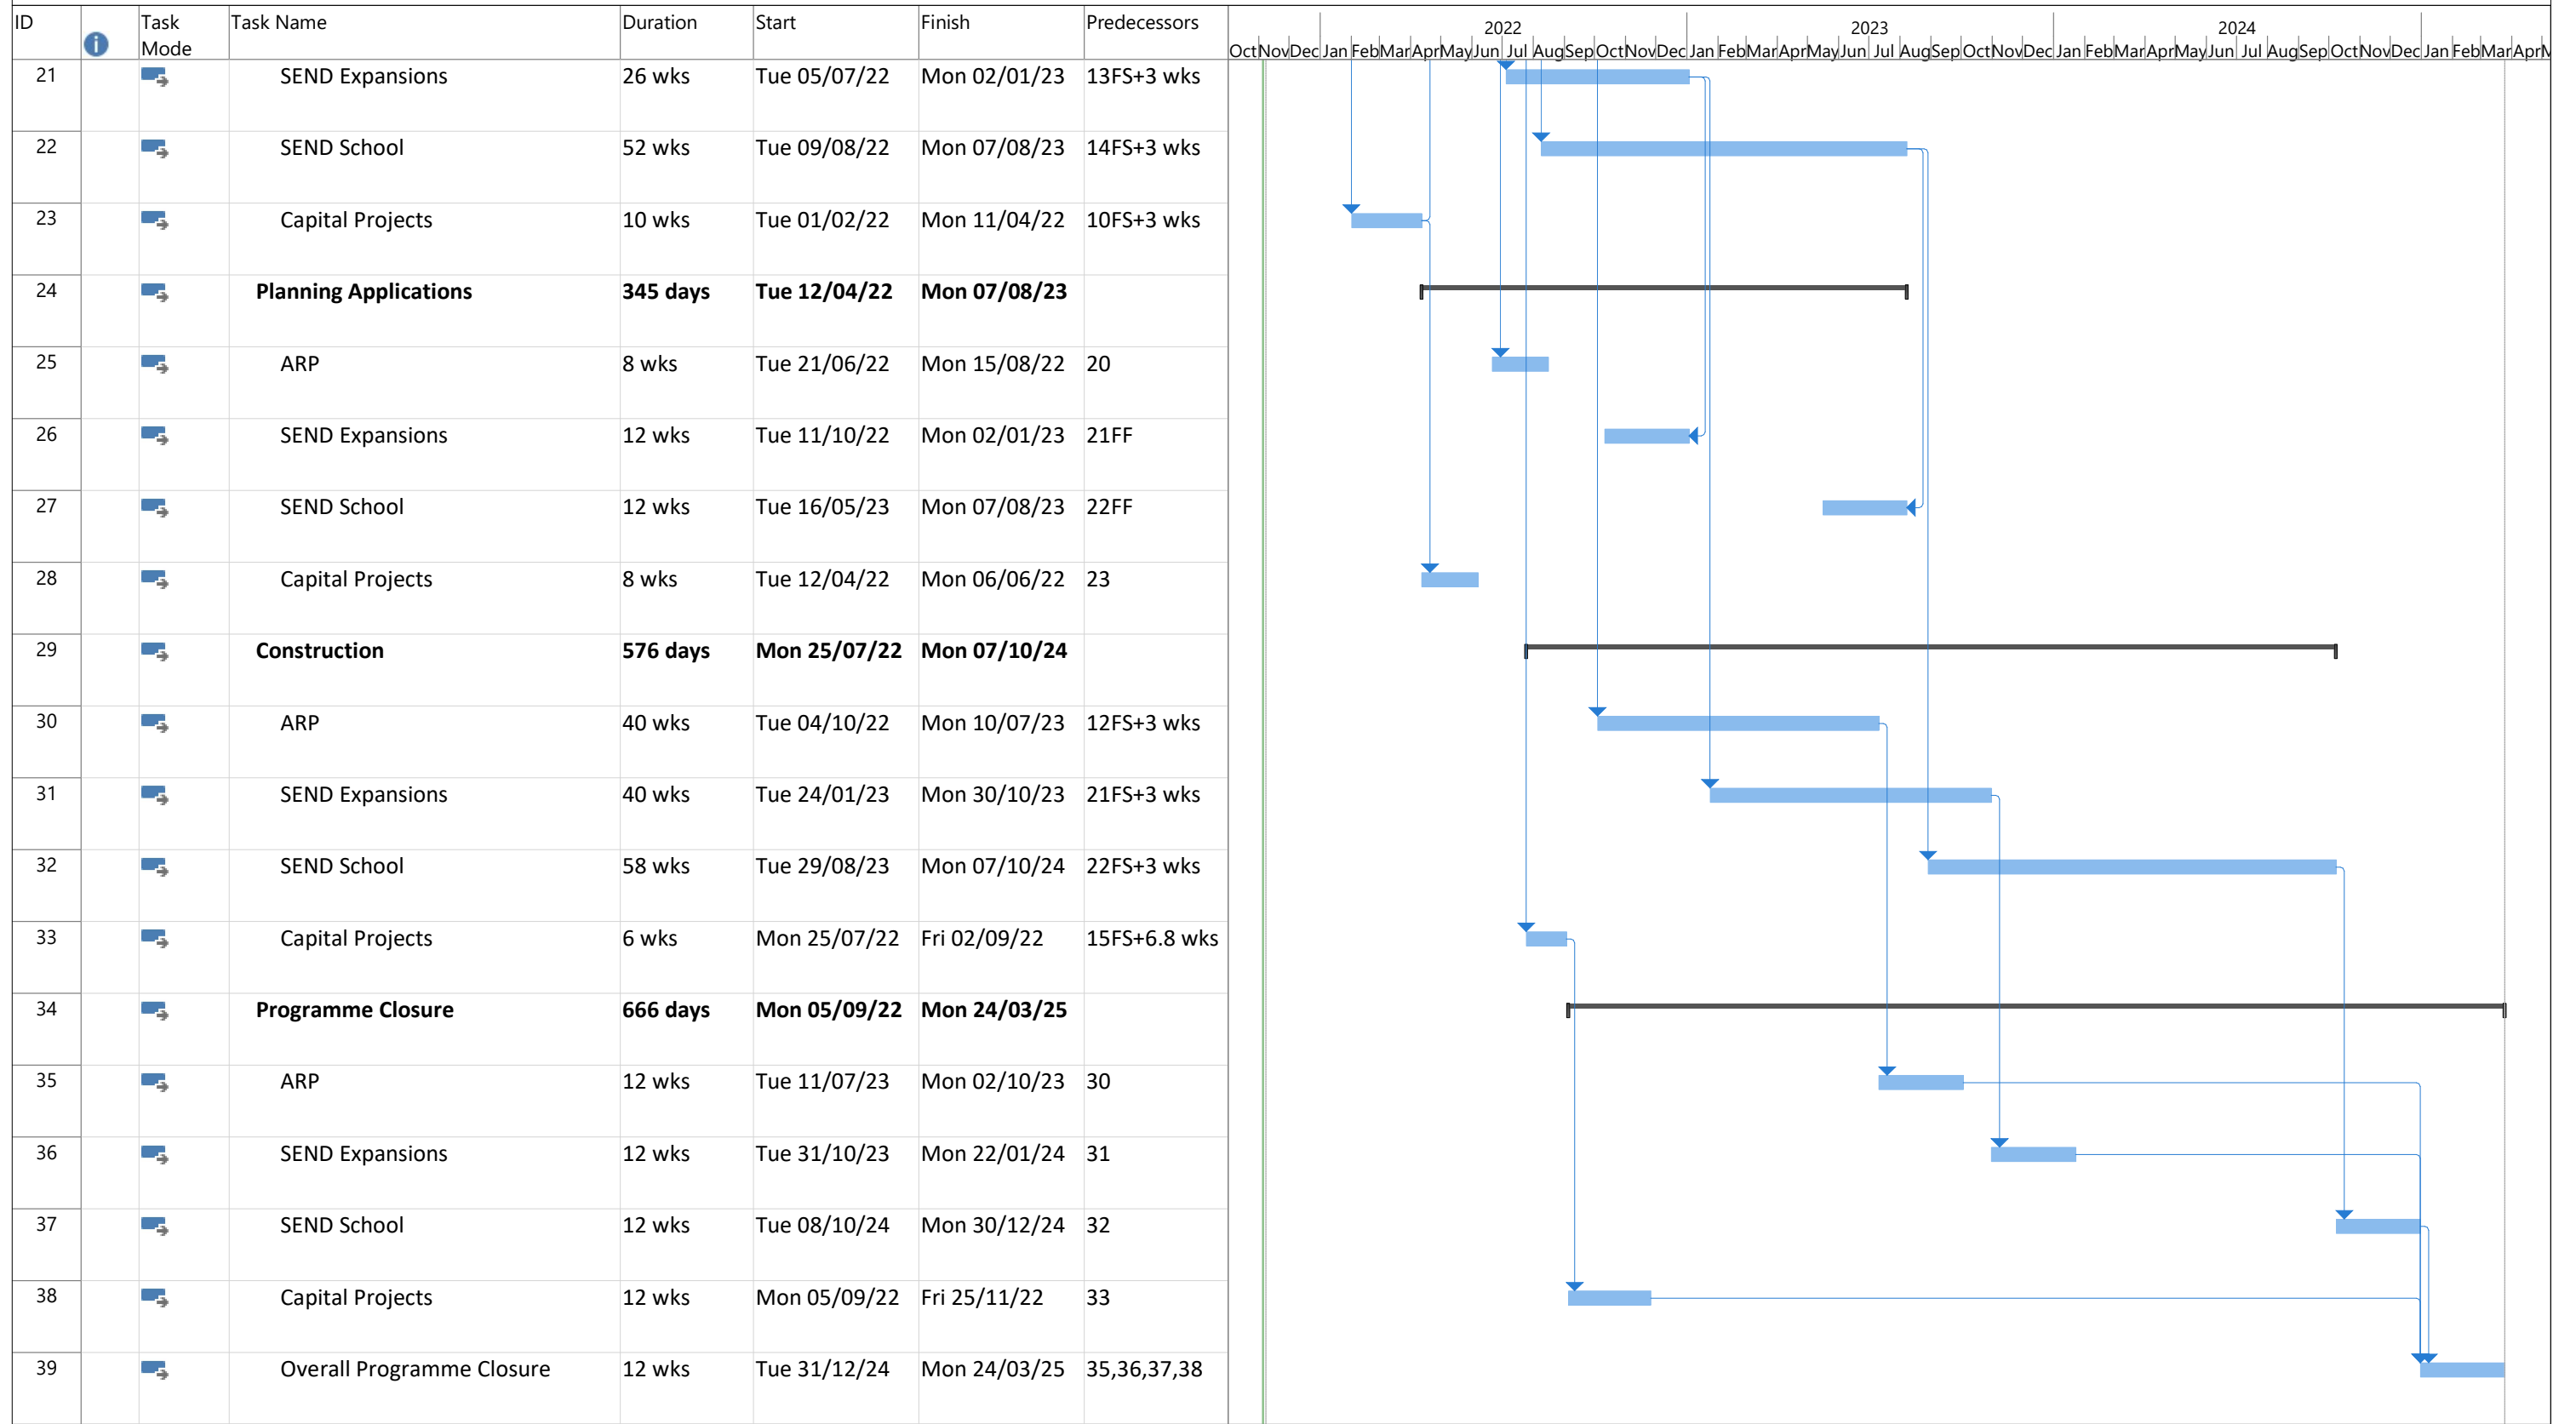 ID Task Mode Task Name Duration Start Finish Predecessors
2022 2023 2024
Oct Nov Dec Jan Feb Mar Apr May Jun Jul Aug Sep Oct Nov Dec Jan Feb Mar Apr May Jun Jul Aug Sep Oct Nov Dec Jan Feb Mar Apr May Jun Jul Aug Sep Oct Nov Dec Jan Feb Mar Apr M
21 SEND Expansions 26 wks Tue 05/07/22 Mon 02/01/23 13FS+3 wks
22 SEND School 52 wks Tue 09/08/22 Mon 07/08/23 14FS+3 wks
23 Capital Projects 10 wks Tue 01/02/22 Mon 11/04/22 10FS+3 wks
24 Planning Applications 345 days Tue 12/04/22 Mon 07/08/23
25 ARP 8 wks Tue 21/06/22 Mon 15/08/22 20
26 SEND Expansions 12 wks Tue 11/10/22 Mon 02/01/23 21FF
27 SEND School 12 wks Tue 16/05/23 Mon 07/08/23 22FF
28 Capital Projects 8 wks Tue 12/04/22 Mon 06/06/22 23
29 Construction 576 days Mon 25/07/22 Mon 07/10/24
30 ARP 40 wks Tue 04/10/22 Mon 10/07/23 12FS+3 wks
31 SEND Expansions 40 wks Tue 24/01/23 Mon 30/10/23 21FS+3 wks
32 SEND School 58 wks Tue 29/08/23 Mon 07/10/24 22FS+3 wks
33 Capital Projects 6 wks Mon 25/07/22 Fri 02/09/22 15FS+6.8 wks
34 Programme Closure 666 days Mon 05/09/22 Mon 24/03/25
35 ARP 12 wks Tue 11/07/23 Mon 02/10/23 30
36 SEND Expansions 12 wks Tue 31/10/23 Mon 22/01/24 31
37 SEND School 12 wks Tue 08/10/24 Mon 30/12/24 32
38 Capital Projects 12 wks Mon 05/09/22 Fri 25/11/22 33
39 Overall Programme Closure 12 wks Tue 31/12/24 Mon 24/03/25 35,36,37,38